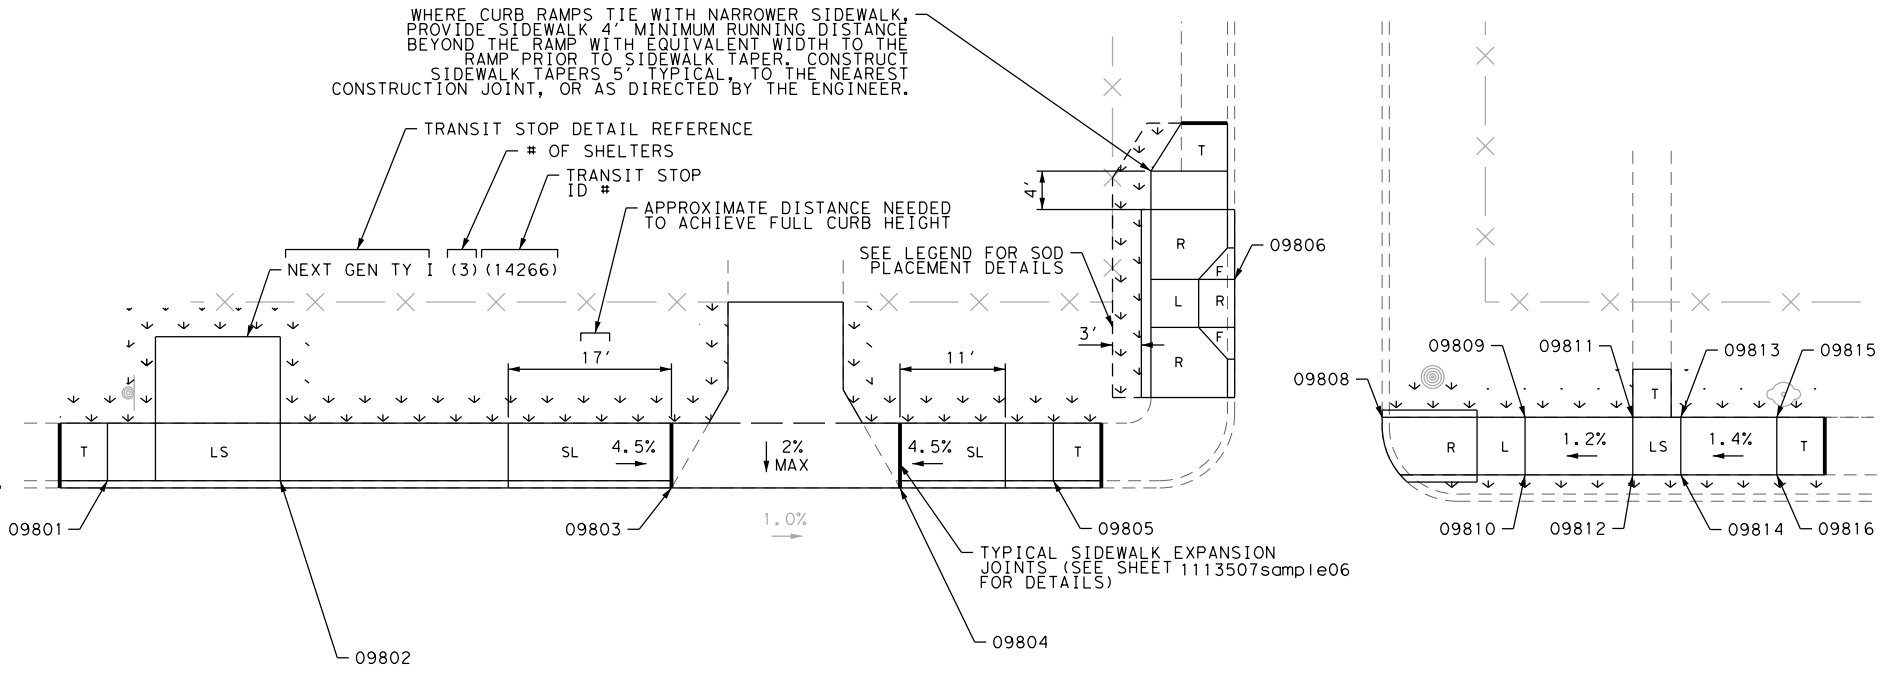 WHERE CURB RAMPS TIE WITH NARROWER SIDEWALK,
PROVIDE SIDEWALK 4' MINIMUM RUNNING DISTANCE
BEYOND THE RAMP WITH EQUIVALENT WIDTH TO THE
RAMP PRIOR TO SIDEWALK TAPER. CONSTRUCT
SIDEWALK TAPERS 5' TYPICAL, TO THE NEAREST
CONSTRUCTION JOINT, OR AS DIRECTED BY THE ENGINEER.
TRANSIT STOP DETAIL REFERENCE
# OF SHELTERS
TRANSIT STOP
ID #
APPROXIMATE DISTANCE NEEDED
TO ACHIEVE FULL CURB HEIGHT
NEXT GEN TY I (3) (14266)
SEE LEGEND FOR SOD
PLACEMENT DETAILS
T
4'
R
09806
F
L
R
F
3'
R
17'
11'
T
LS
SL
4.5%
2%
MAX
4.5%
SL
T
09801
09802
09803
1.0%
09805
TYPICAL SIDEWALK EXPANSION
JOINTS (SEE SHEET 1113507sample06
FOR DETAILS)
09804
09808
09809
09811
09813
09815
T
R
L
1.2%
LS
1.4%
T
09810
09812
09814
09816